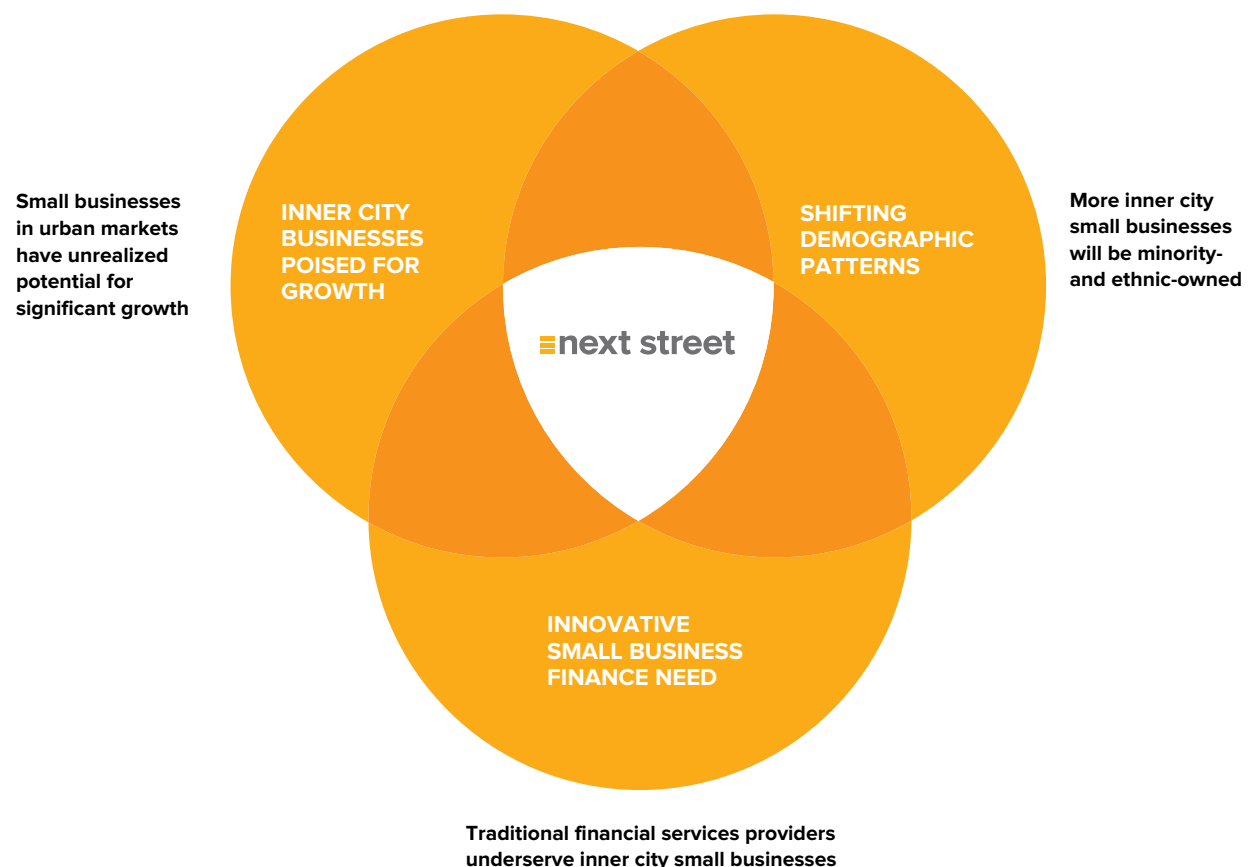 Small businesses
in urban markets
have unrealized
potential for
significant growth
INNER CITY
BUSINESSES
POISED FOR
GROWTH
SHIFTING
DEMOGRAPHIC
PATTERNS
More inner city
small businesses
will be minority-
and ethnic-owned
next street
INNOVATIVE
SMALL BUSINESS
FINANCE NEED
Traditional financial services providers
underserve inner city small businesses